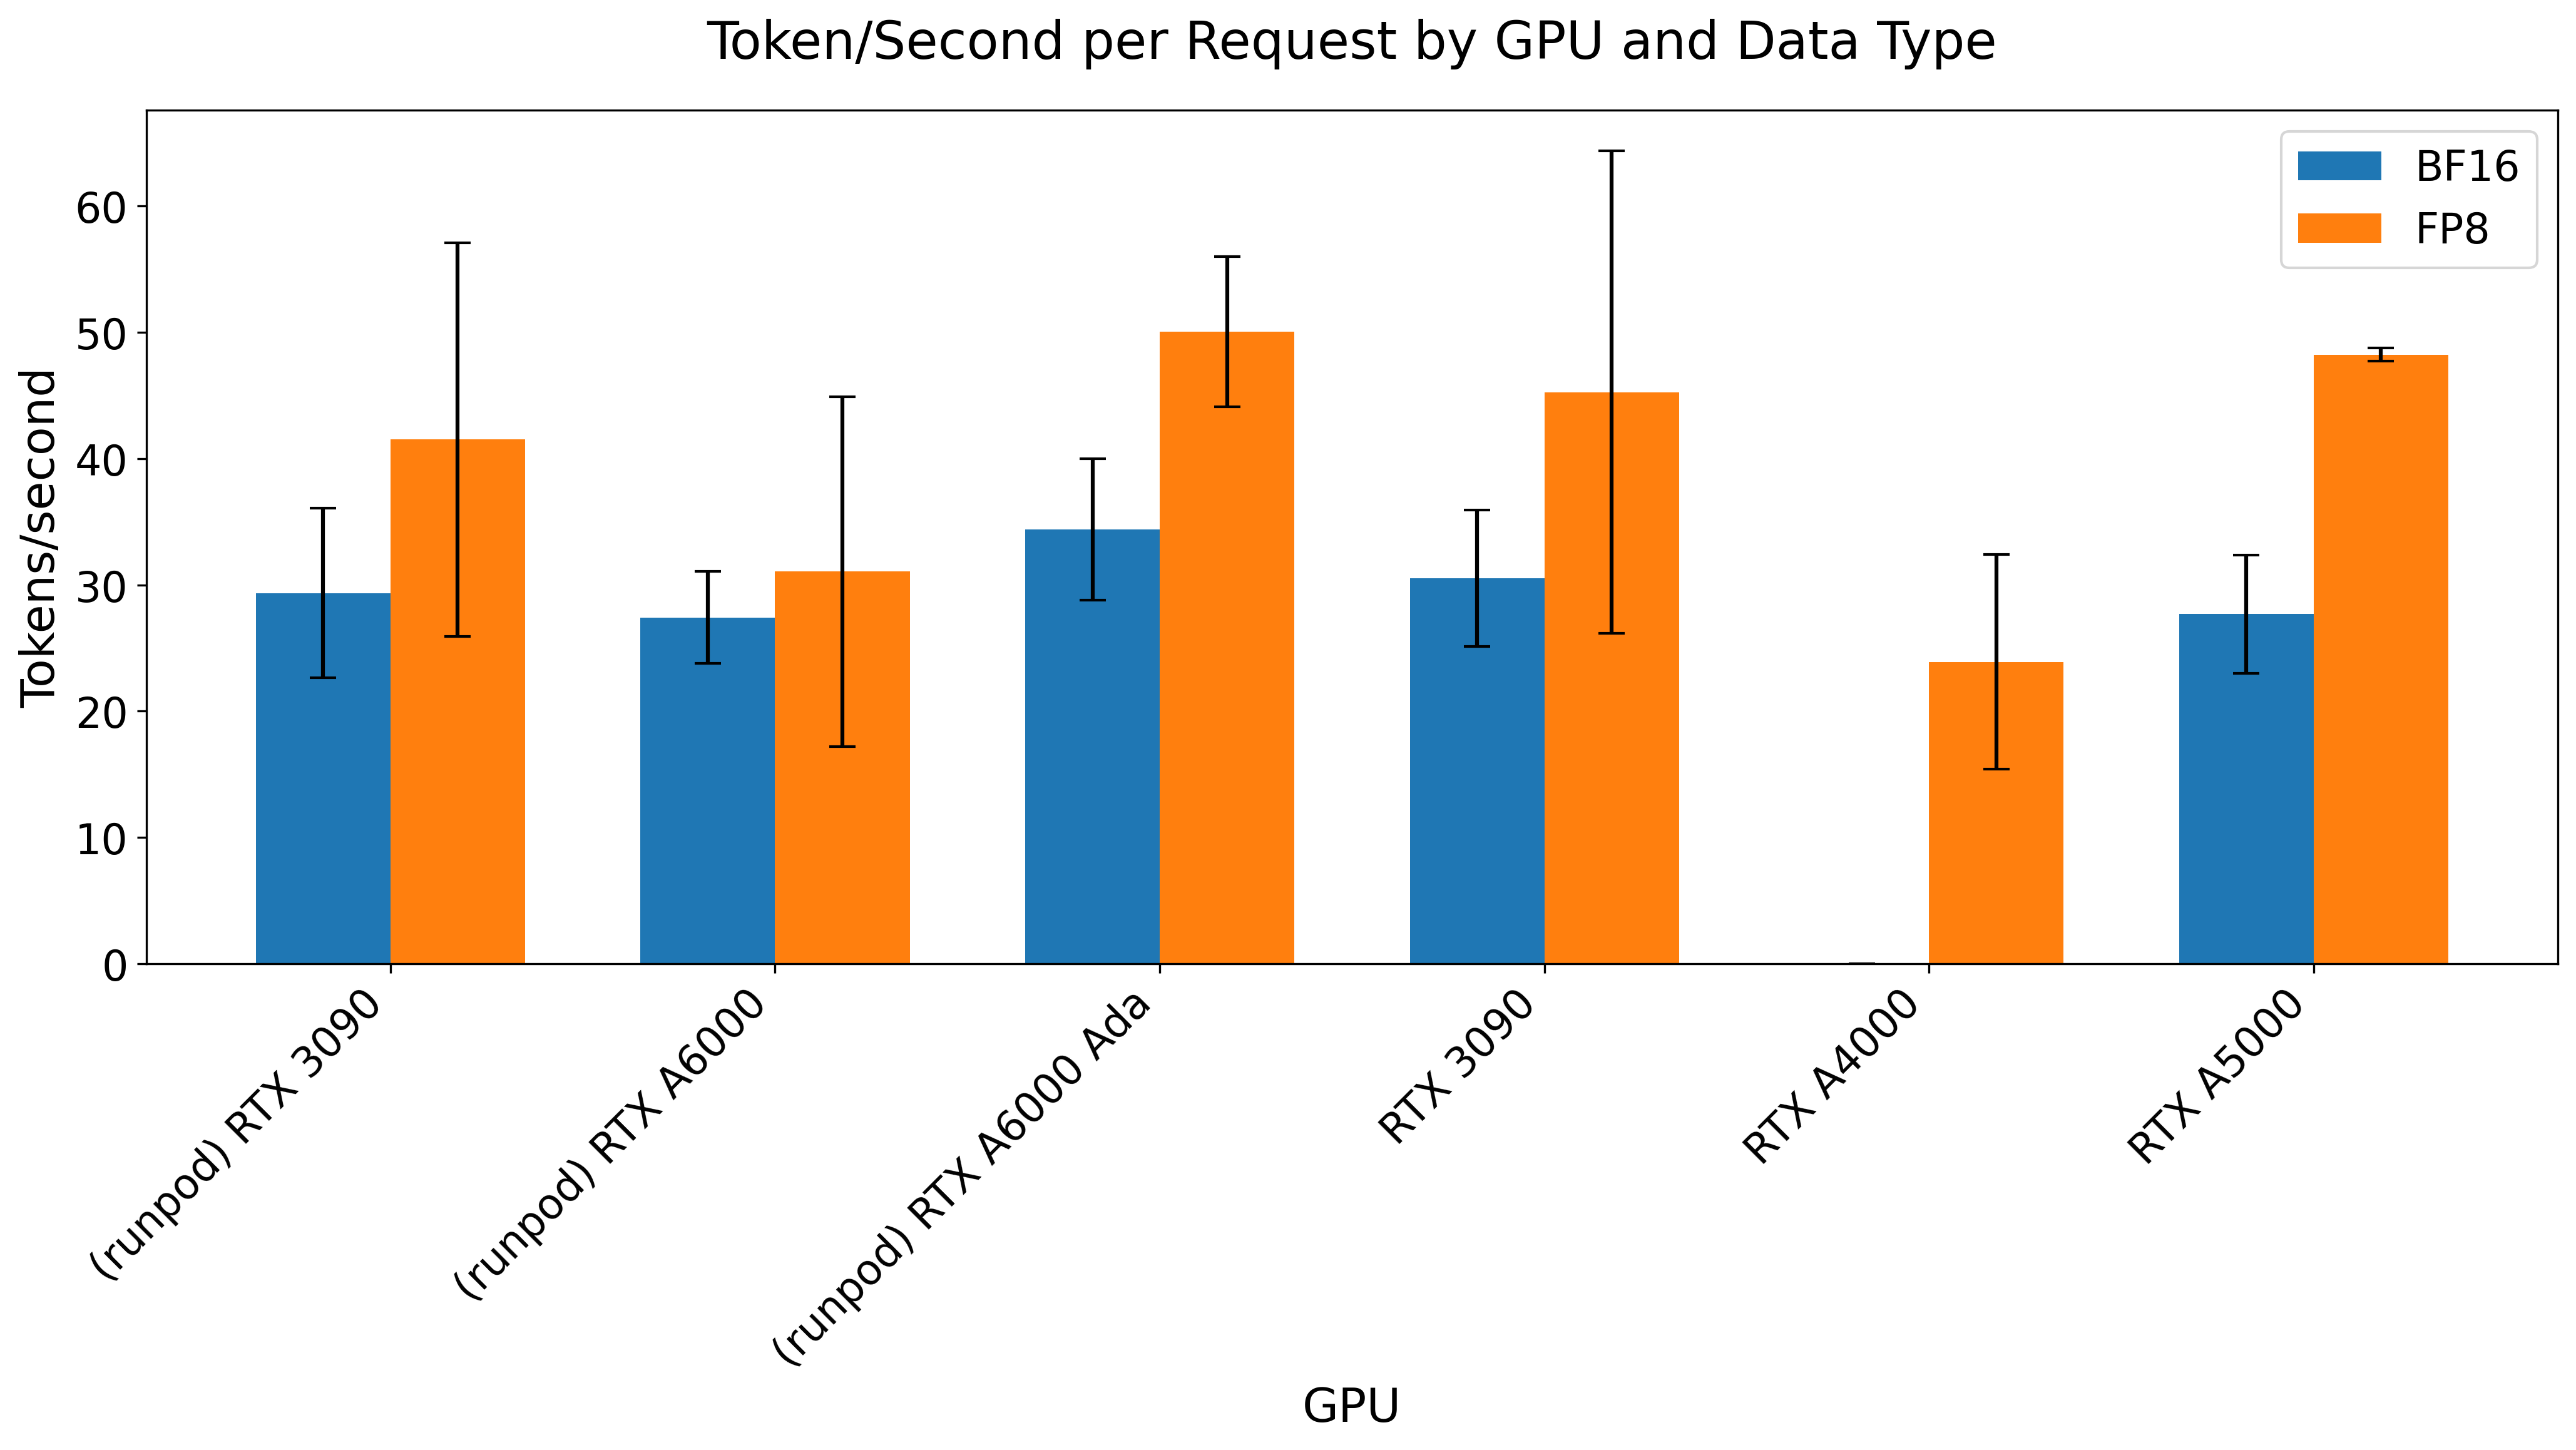 Token/Second per Request by GPU and Data Type
Tokens/second
60
50
40
30
20
10
0
BF16
FP8
(runpod) RTX 3090
(runpod) RTX A6000
(runpod) RTX A6000 Ada
RTX 3090
RTX A4000
RTX A5000
GPU